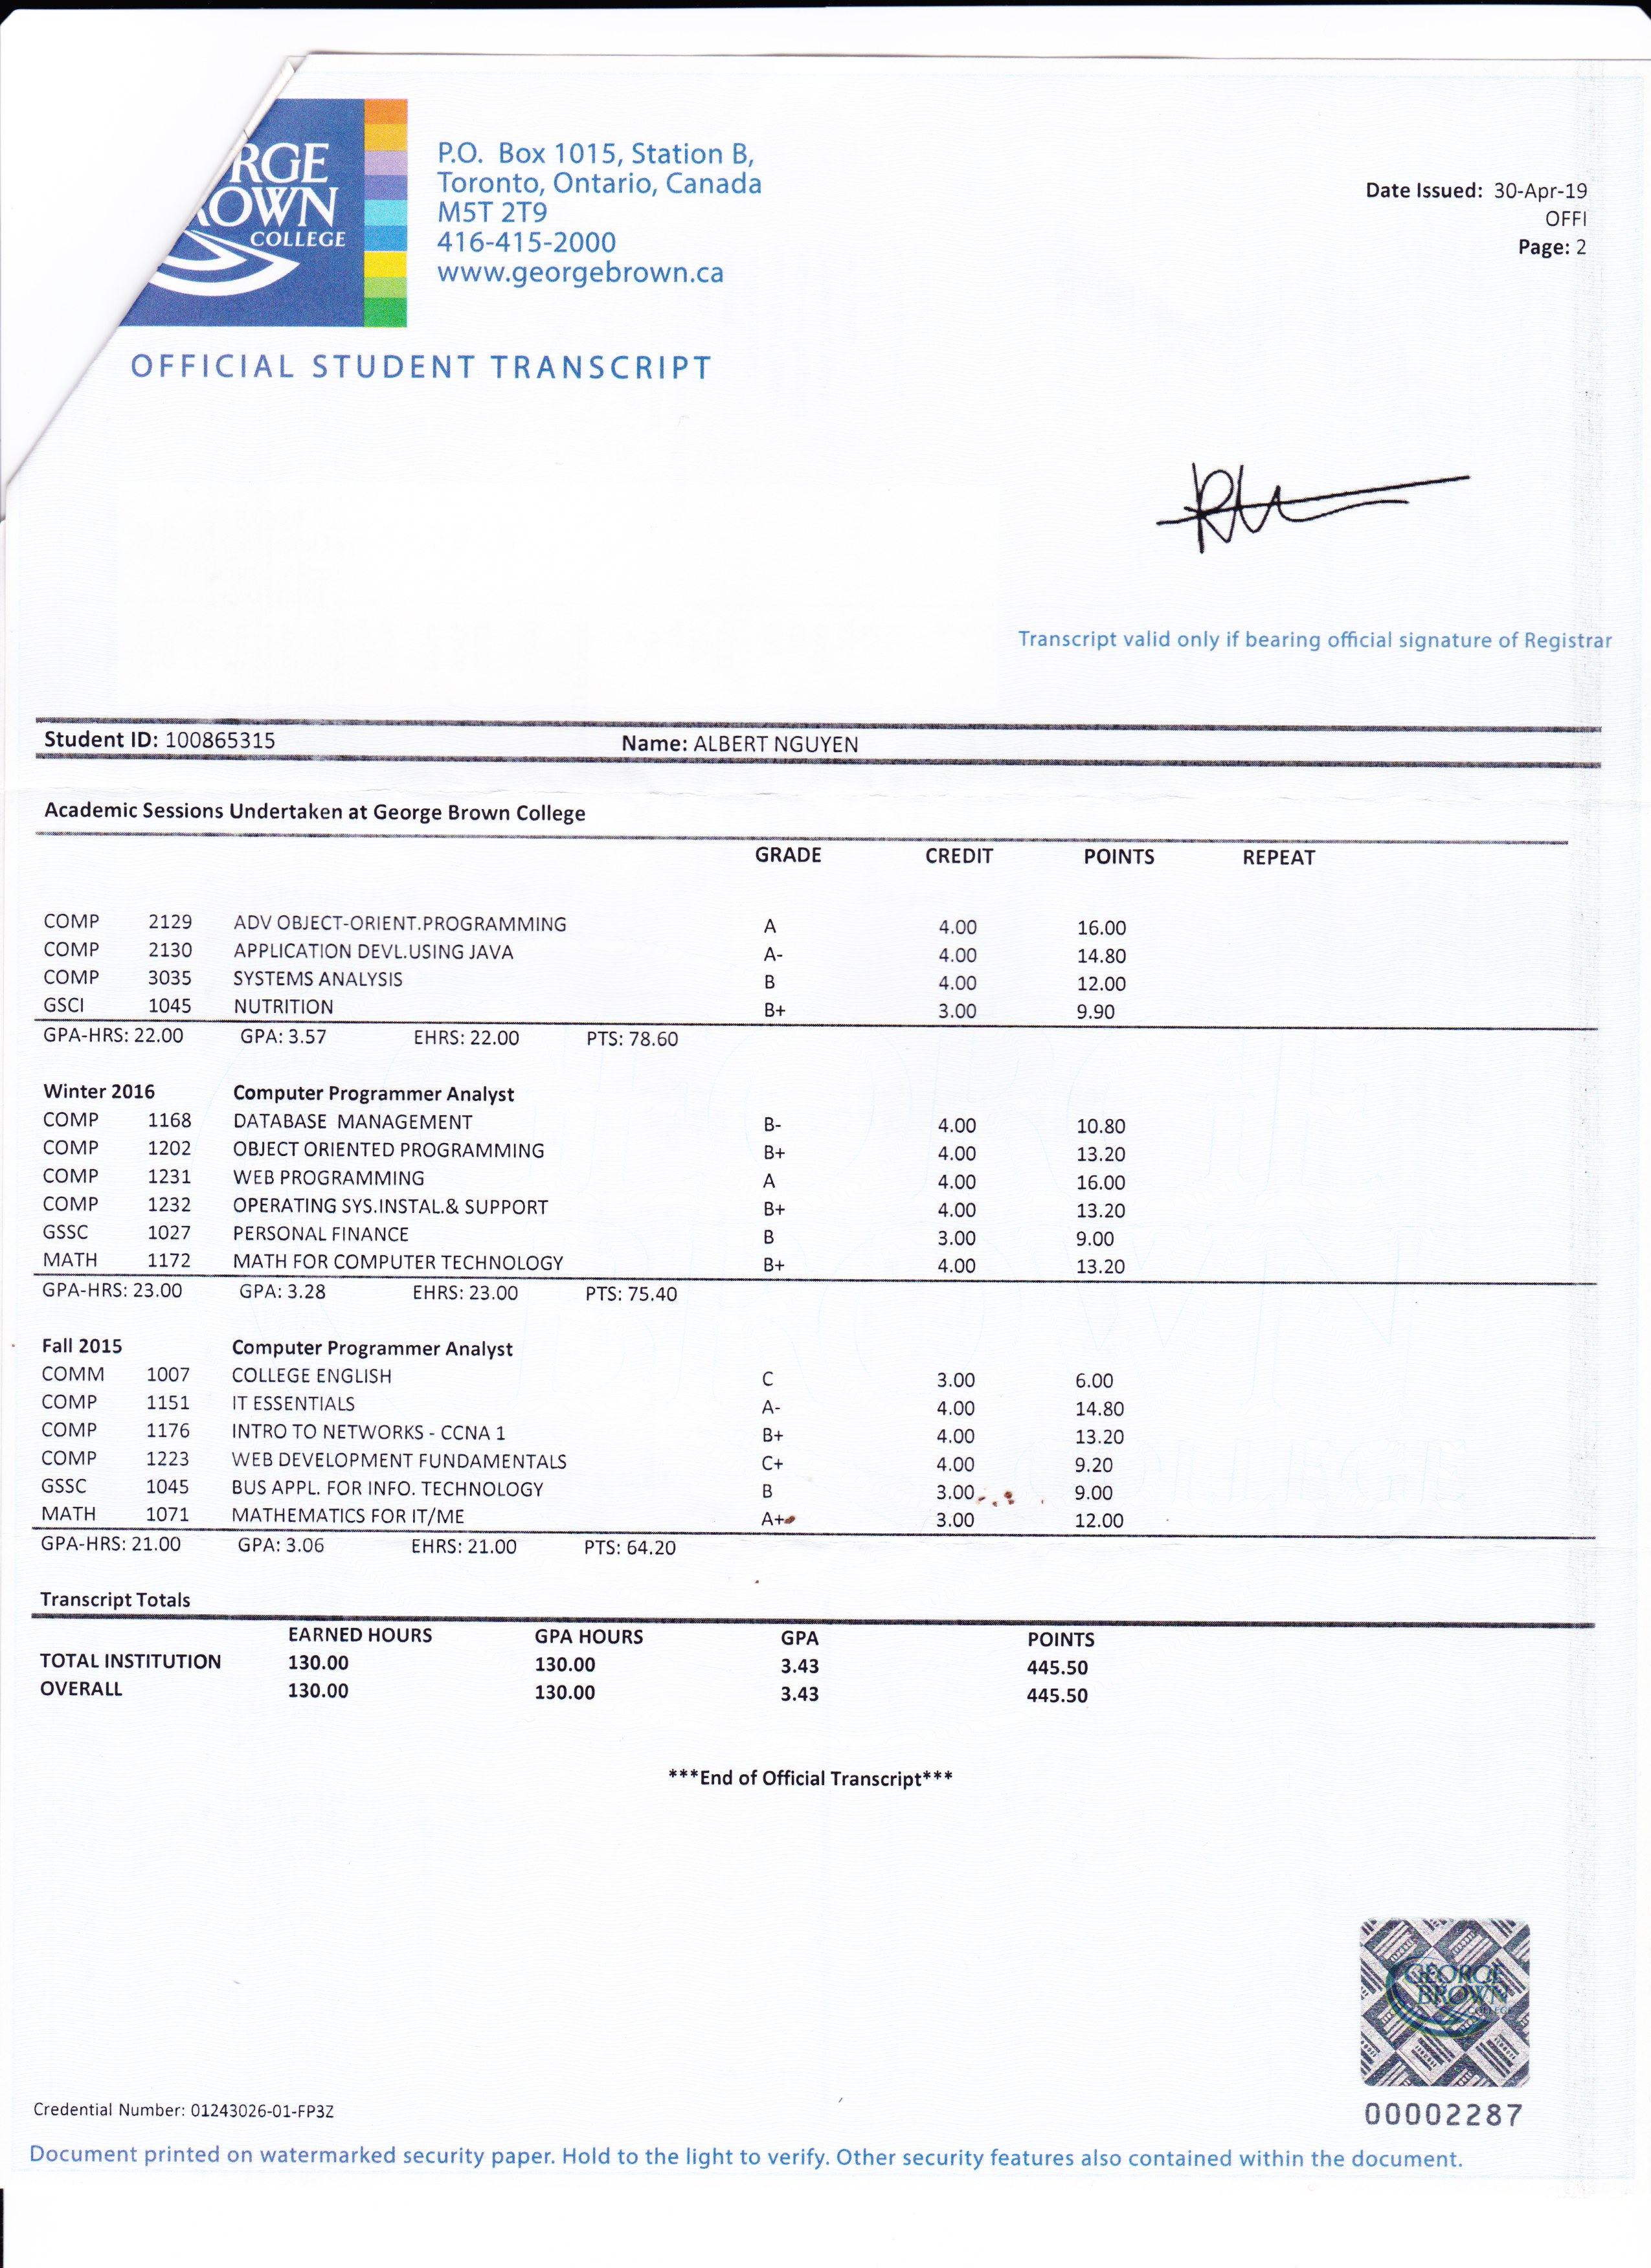 RGE
OWN
COLLEGE
P.O. Box 1015, Station B,
Toronto, Ontario, Canada
M5T 2T9
416-415-2000
www.georgebrown.ca
Date Issued: 30-Apr-19
OFFI
Page: 2
OFFICIAL STUDENT TRANSCRIPT
Transcript valid only if bearing official signature of Registrar
Student ID: 100865315 Name: ALBERT NGUYEN
Academic Sessions Undertaken at George Brown College
GRADE CREDIT POINTS REPEAT
COMP 2129 ADV OBJECT-ORIENT.PROGRAMMING A 4.00 16.00
COMP 2130 APPLICATION DEVL.USING JAVA A- 4.00 14.80
COMP 3035 SYSTEMS ANALYSIS B 4.00 12.00
GSCI 1045 NUTRITION B+ 3.00 9.90
GPA-HRS: 22.00 GPA: 3.57 EHRS: 22.00 PTS: 78.60
Winter 2016 Computer Programmer Analyst
COMP 1168 DATABASE MANAGEMENT B- 4.00 10.80
COMP 1202 OBJECT ORIENTED PROGRAMMING B+ 4.00 13.20
COMP 1231 WEB PROGRAMMING A 4.00 16.00
COMP 1232 OPERATING SYS.INSTAL.& SUPPORT B+ 4.00 13.20
GSSC 1027 PERSONAL FINANCE B 3.00 9.00
MATH 1172 MATH FOR COMPUTER TECHNOLOGY B+ 4.00 13.20
GPA-HRS: 23.00 GPA: 3.28 EHRS: 23.00 PTS: 75.40
Fall 2015 Computer Programmer Analyst
COMM 1007 COLLEGE ENGLISH C 3.00 6.00
COMP 1151 IT ESSENTIALS A- 4.00 14.80
COMP 1176 INTRO TO NETWORKS - CCNA 1 B+ 4.00 13.20
COMP 1223 WEB DEVELOPMENT FUNDAMENTALS C+ 4.00 9.20
GSSC 1045 BUS APPL. FOR INFO. TECHNOLOGY B 3.00 9.00
MATH 1071 MATHEMATICS FOR IT/ME A+ 3.00 12.00
GPA-HRS: 21.00 GPA: 3.06 EHRS: 21.00 PTS: 64.20
Transcript Totals
EARNED HOURS GPA HOURS GPA POINTS
TOTAL INSTITUTION 130.00 130.00 3.43 445.50
OVERALL 130.00 130.00 3.43 445.50
***End of Official Transcript***
GEORGE
BROWN
COLLEGE
00002287
Credential Number: 01243026-01-FP3Z
Document printed on watermarked security paper. Hold to the light to verify. Other security features also contained within the document.